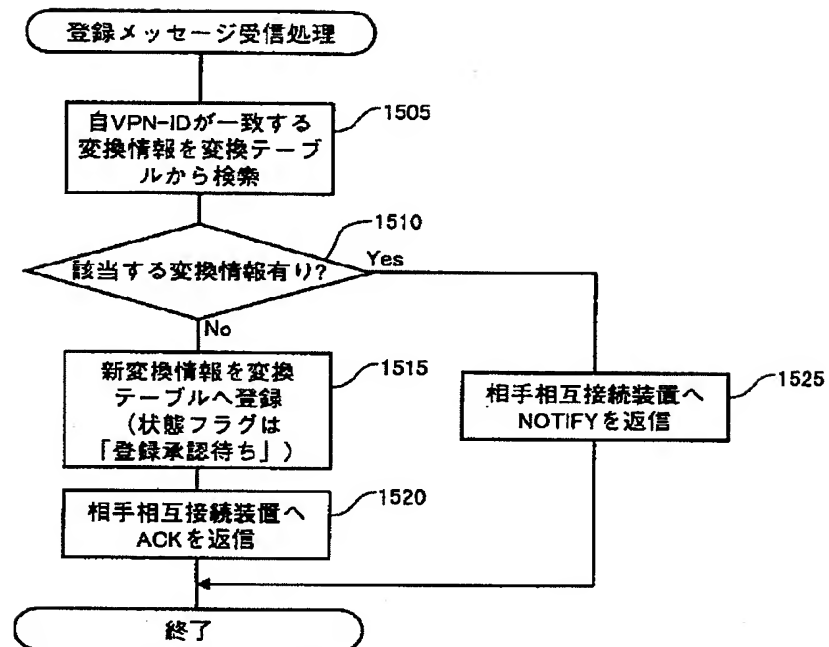 登録メッセージ受信処理
1505
自VPN-IDが一致する
変換情報を変換テーブ
ルから検索
1510
該当する変換情報有り?
Yes
No
新変換情報を変換
テーブルへ登録
(状態フラグは
「登録承認待ち」)
1515
相手相互接続装置へ
NOTIFYを返信
1525
相手相互接続装置へ
ACKを返信
1520
終了